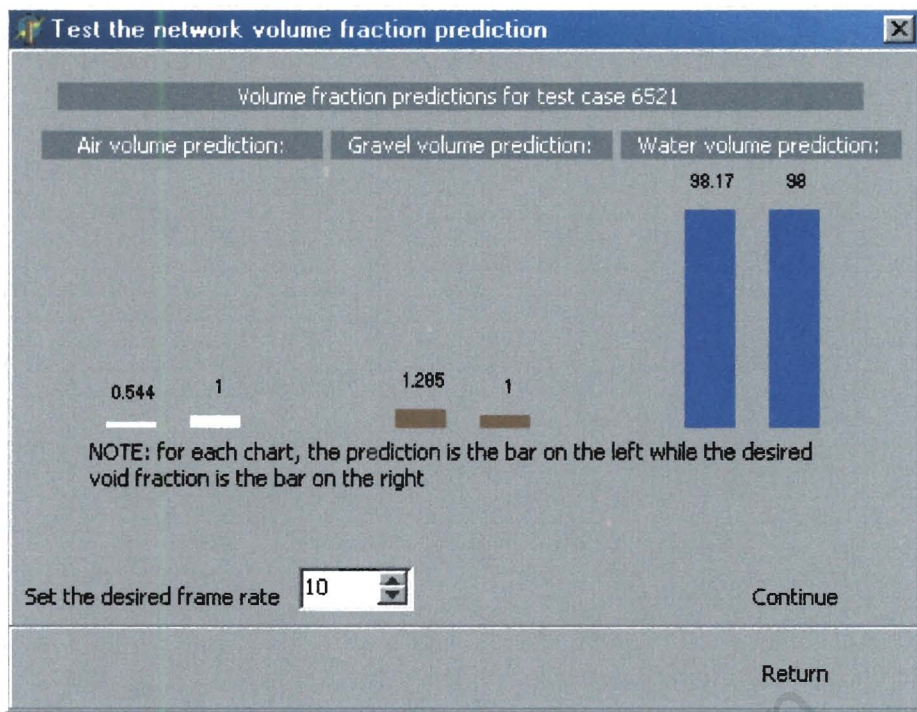 Test the network volume fraction prediction
Volume fraction predictions for test case 6521
Air volume prediction: Gravel volume prediction: Water volume prediction:
98.17 98
0.544 1 1.285 1
NOTE: for each chart, the prediction is the bar on the left while the desired
void fraction is the bar on the right
Set the desired frame rate 10 Continue
Return